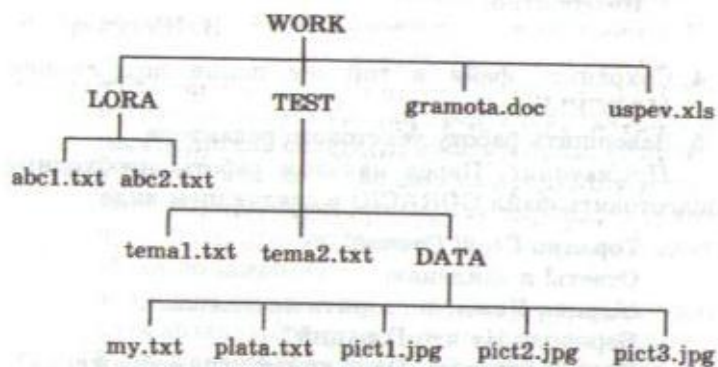 WORK
LORA TEST gramota.doc uspev.xls
abc1.txt abc2.txt
tema1.txt tema2.txt DATA
my.txt plata.txt pict1.jpg pict2.jpg pict3.jpg